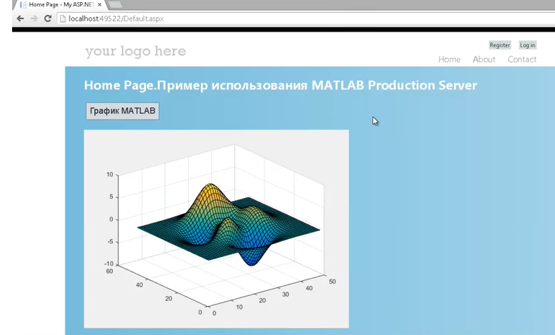 Home Page - My ASP.NET
localhost:49522/Default.aspx
your logo here
Register Log in
Home About Contact
Home Page.Пример использования MATLAB Production Server
График MATLAB
10
5
0
-5
-10
60
40
20
0
0
10
20
30
40
50